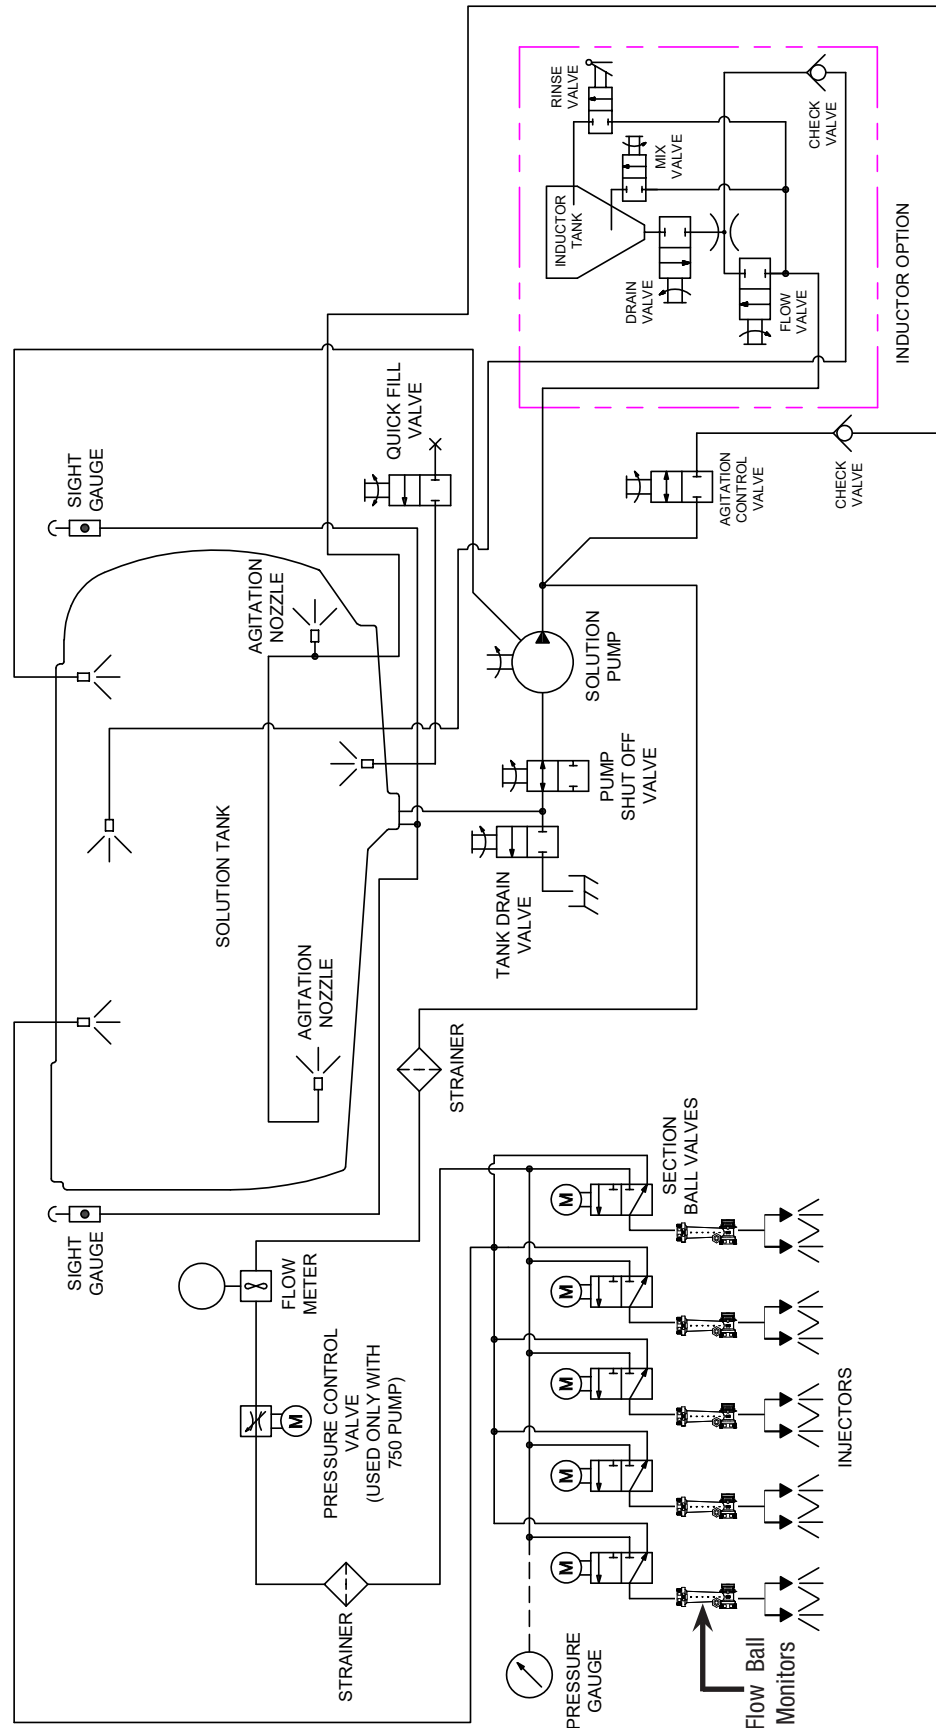 RINSE
VALVE
MIX
VALVE
CHECK
VALVE
INDUCTOR
TANK
DRAIN
VALVE
FLOW
VALVE
INDUCTOR OPTION
QUICK FILL
VALVE
SIGHT
GAUGE
AGITATION
CONTROL
VALVE
CHECK
VALVE
AGITATION
NOZZLE
SOLUTION
PUMP
PUMP
SHUT OFF
VALVE
SOLUTION TANK
TANK DRAIN
VALVE
AGITATION
NOZZLE
STRAINER
SECTION
BALL VALVES
SIGHT
GAUGE
FLOW
METER
M
PRESSURE CONTROL
VALVE
(USED ONLY WITH
750 PUMP)
M
M
M
M
M
INJECTORS
STRAINER
PRESSURE
GAUGE
Flow Ball
Monitors